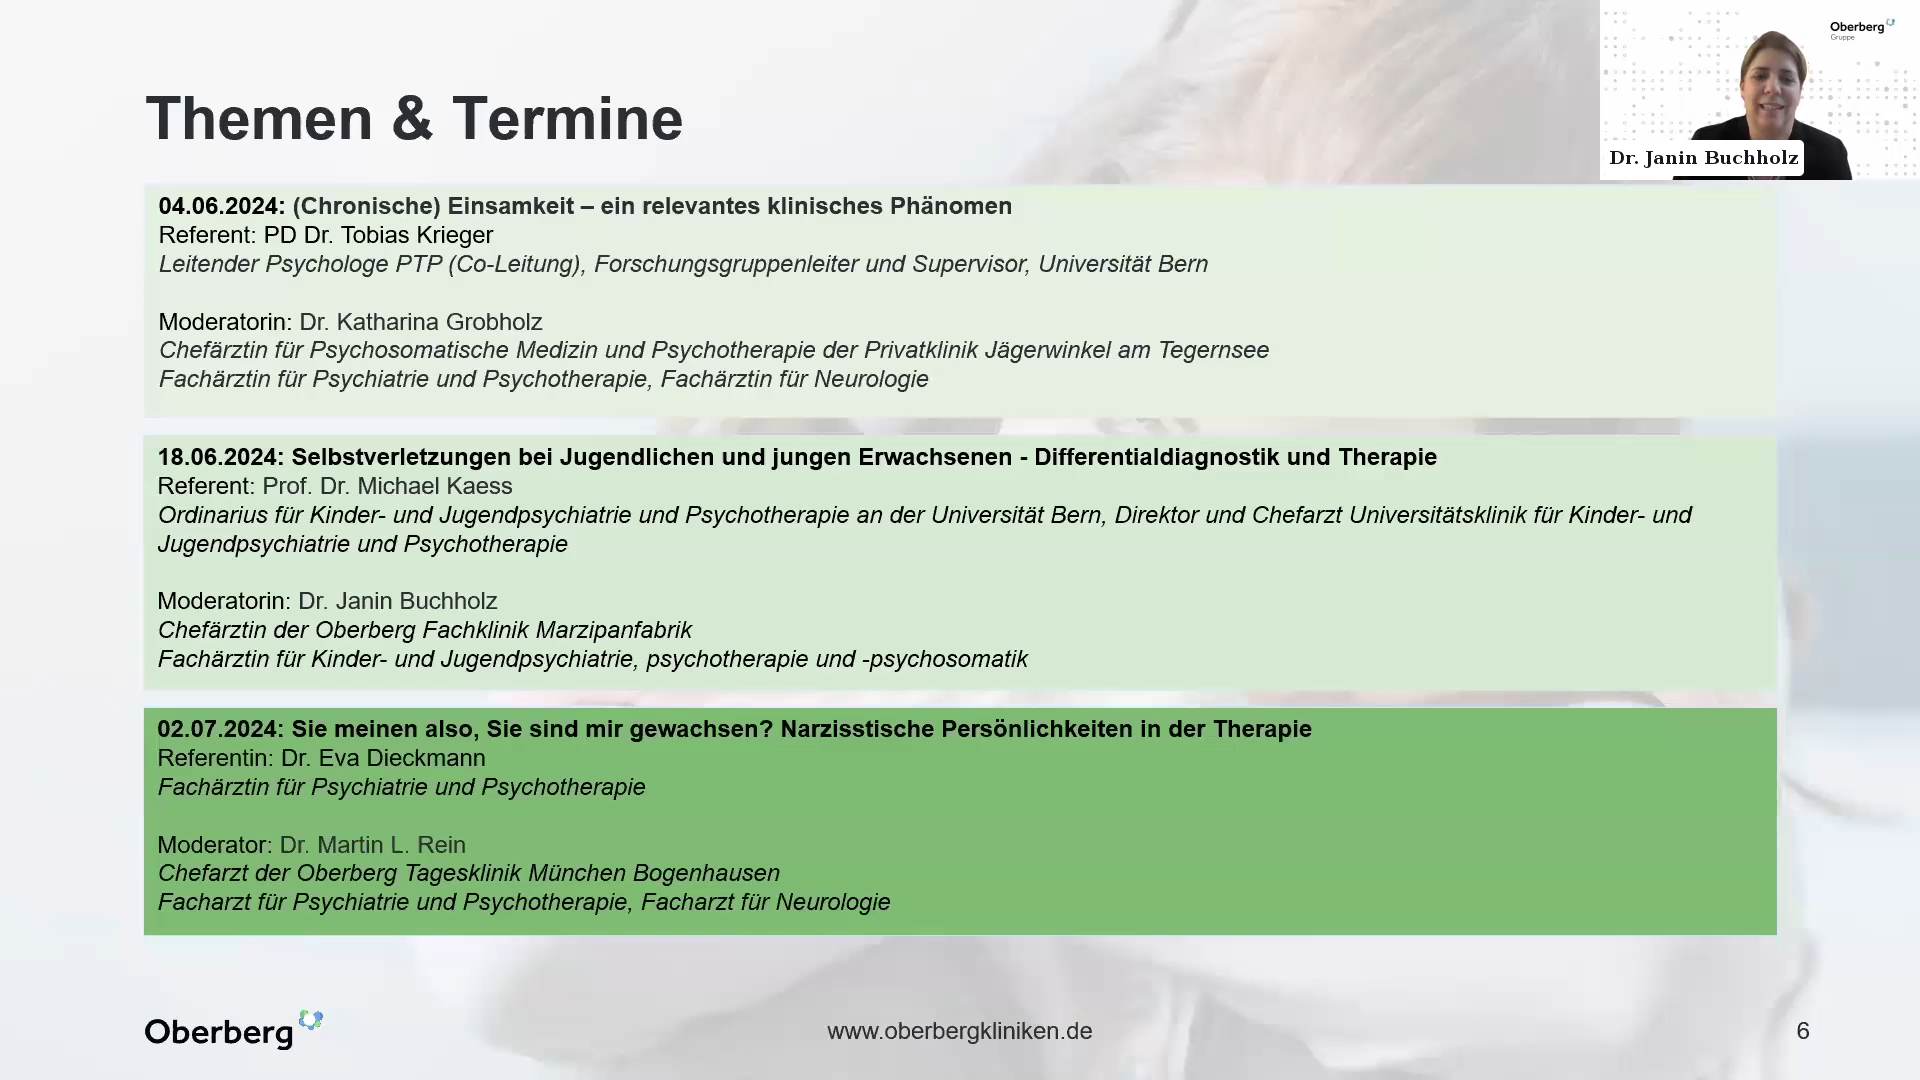 Themen & Termine
Oberberg
Gruppe
Dr. Janin Buchholz
04.06.2024: (Chronische) Einsamkeit – ein relevantes klinisches Phänomen
Referent: PD Dr. Tobias Krieger
Leitender Psychologe PTP (Co-Leitung), Forschungsgruppenleiter und Supervisor, Universität Bern
Moderatorin: Dr. Katharina Grobholz
Chefärztin für Psychosomatische Medizin und Psychotherapie der Privatklinik Jägerwinkel am Tegernsee
Fachärztin für Psychiatrie und Psychotherapie, Fachärztin für Neurologie
18.06.2024: Selbstverletzungen bei Jugendlichen und jungen Erwachsenen - Differentialdiagnostik und Therapie
Referent: Prof. Dr. Michael Kaess
Ordinarius für Kinder- und Jugendpsychiatrie und Psychotherapie an der Universität Bern, Direktor und Chefarzt Universitätsklinik für Kinder- und
Jugendpsychiatrie und Psychotherapie
Moderatorin: Dr. Janin Buchholz
Chefärztin der Oberberg Fachklinik Marzipanfabrik
Fachärztin für Kinder- und Jugendpsychiatrie, psychotherapie und -psychosomatik
02.07.2024: Sie meinen also, Sie sind mir gewachsen? Narzisstische Persönlichkeiten in der Therapie
Referentin: Dr. Eva Dieckmann
Fachärztin für Psychiatrie und Psychotherapie
Moderator: Dr. Martin L. Rein
Chefarzt der Oberberg Tagesklinik München Bogenhausen
Facharzt für Psychiatrie und Psychotherapie, Facharzt für Neurologie
Oberberg
www.oberbergkliniken.de
6